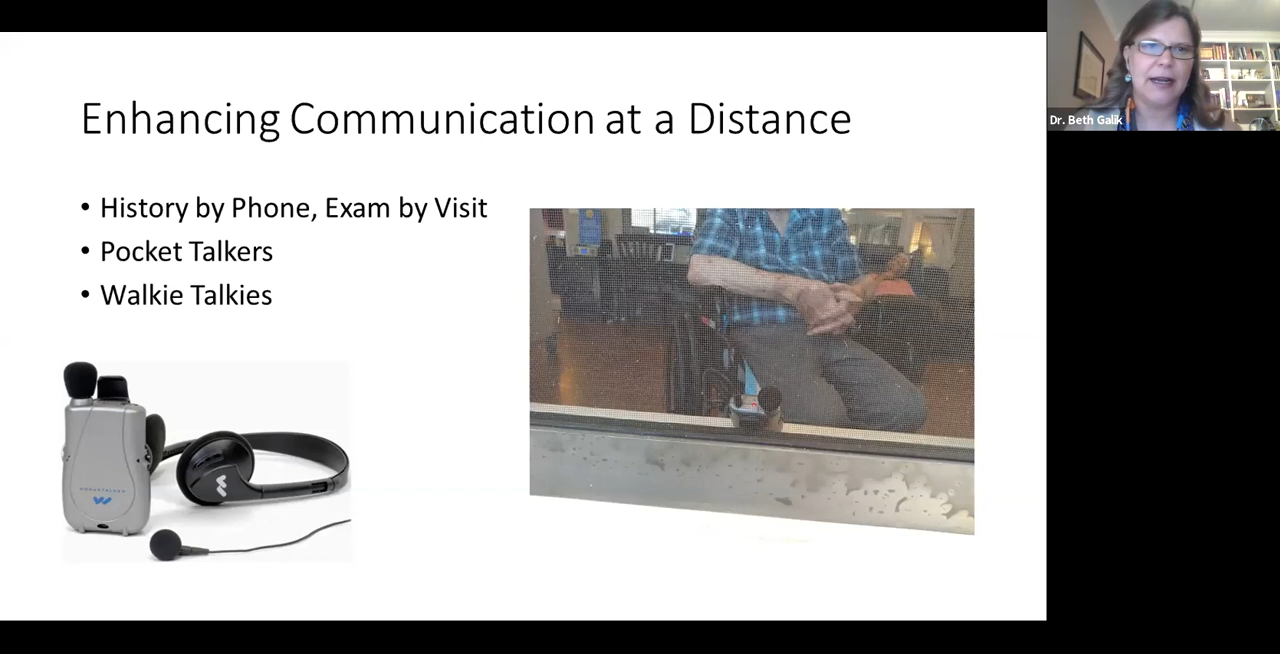 Enhancing Communication at a Distance
• History by Phone, Exam by Visit
• Pocket Talkers
• Walkie Talkies
Dr. Beth Galik